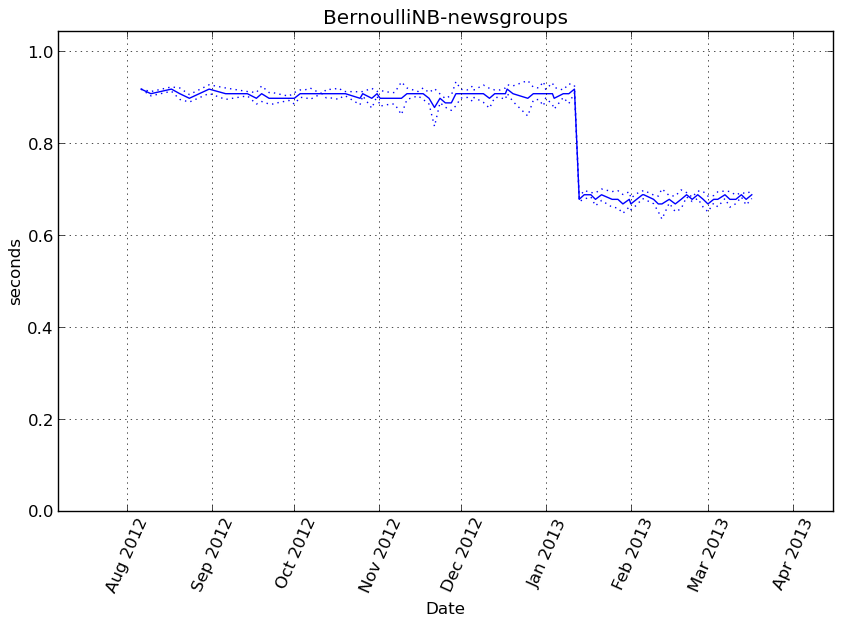 BernoulliNB-newsgroups
1.0
0.8
0.6
0.4
0.2
0.0
seconds
Aug 2012
Sep 2012
Oct 2012
Nov 2012
Dec 2012
Jan 2013
Feb 2013
Mar 2013
Apr 2013
Date